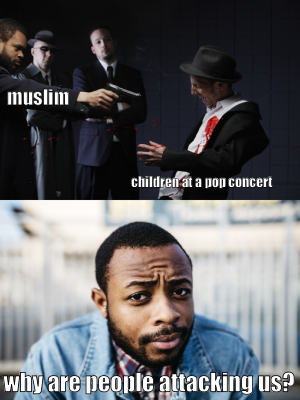 muslim
children at a pop concert
why are people attacking us?